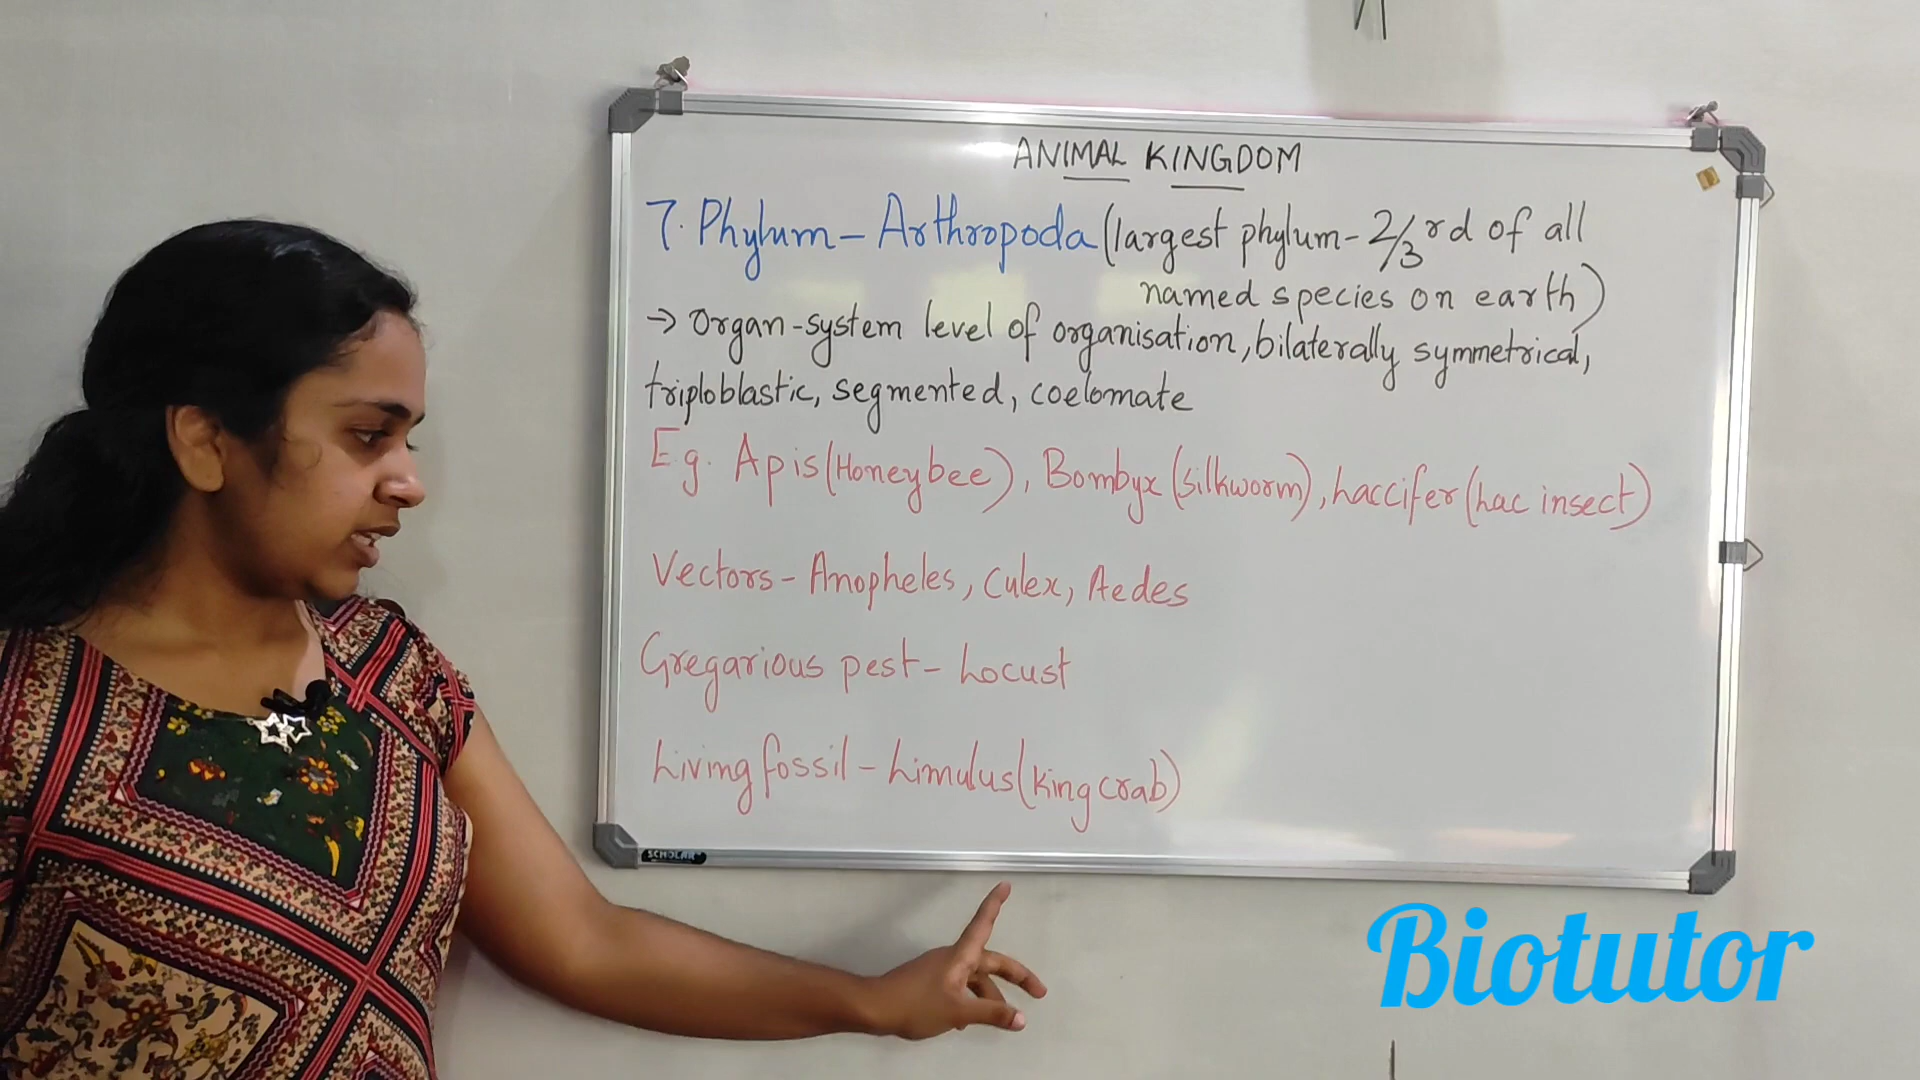 ANIMAL KINGDOM
7. Phylum - Arthropoda (largest phylum - 2/3rd of all
named species on earth)
→ Organ-system level of organisation, bilaterally symmetrical,
triploblastic, segmented, coelomate
E.g. Apis (Honeybee), Bombyx (Silkworm), Laccifer (Lac insect)
Vectors - Anopheles, Culex, Aedes
Gregarious pest - Locust
Living fossil - Limulus (King crab)
SCHOLAR
Biotutor